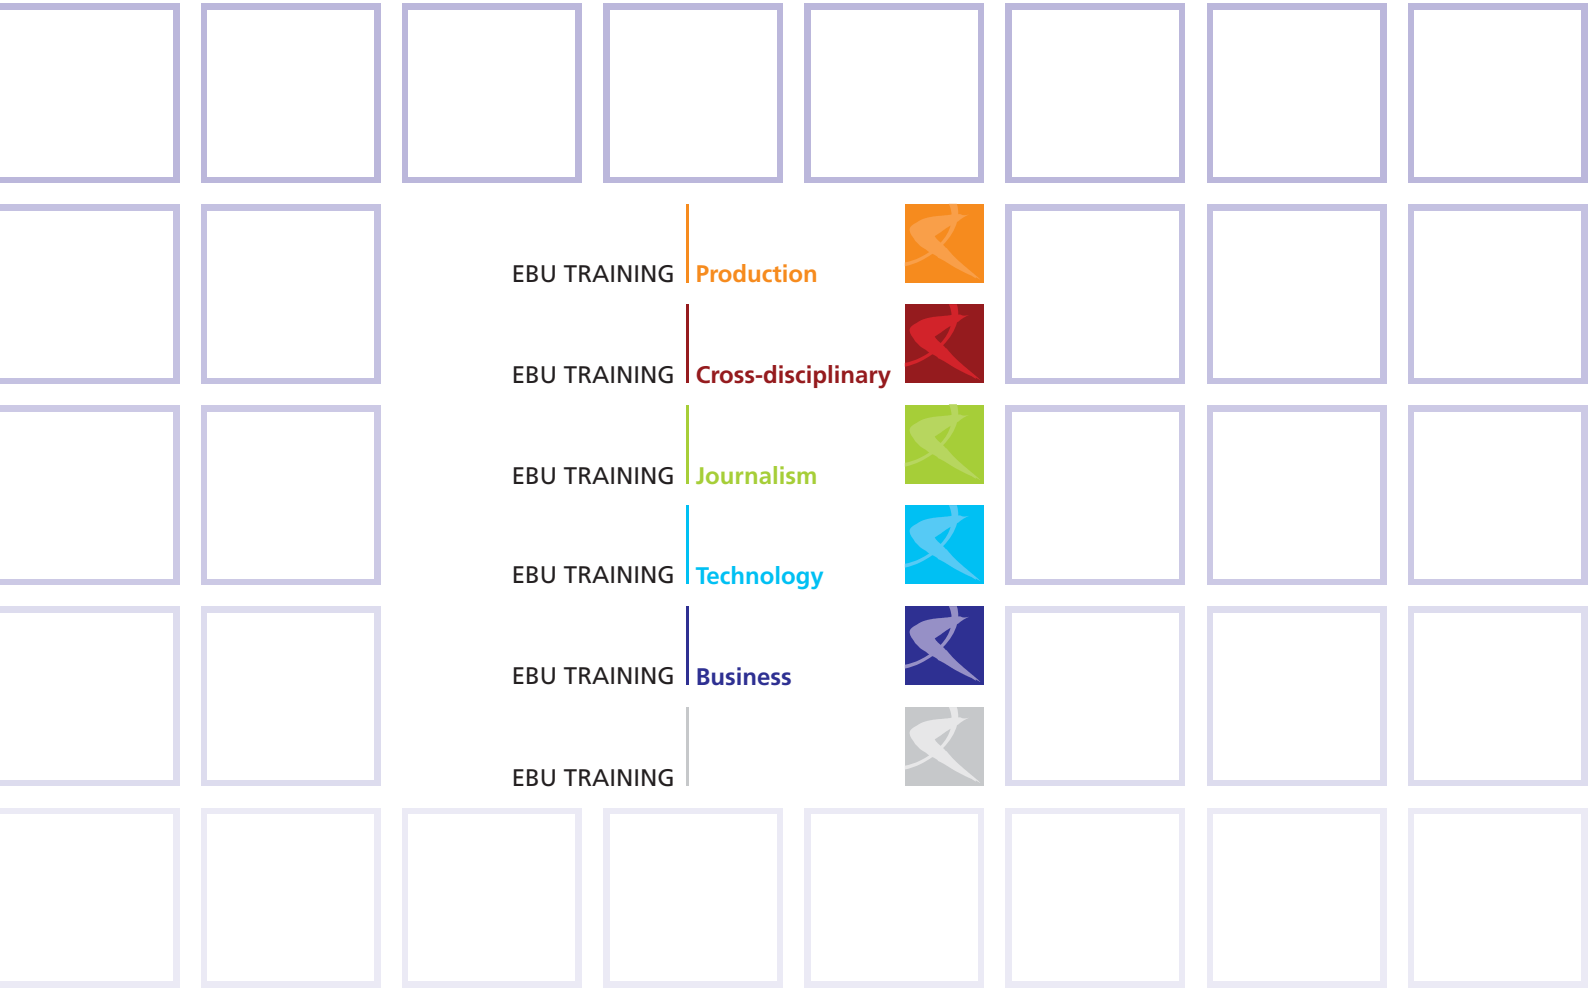 EBU TRAINING Production
EBU TRAINING Cross-disciplinary
EBU TRAINING Journalism
EBU TRAINING Technology
EBU TRAINING Business
EBU TRAINING